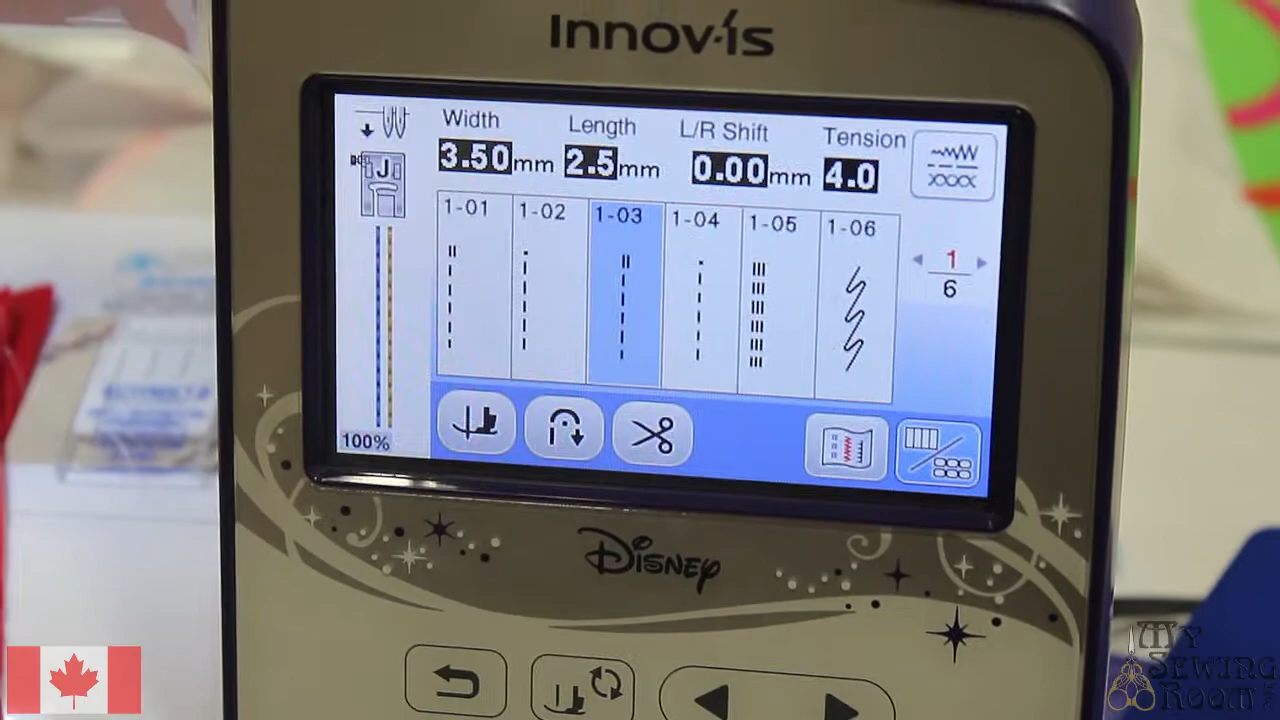 Innov-ís
Width Length L/R Shift Tension
3.50mm 2.5mm 0.00mm 4.0
J
1-01 1-02 1-03 1-04 1-05 1-06
1
6
100%
Disney
My
Sewing
Room